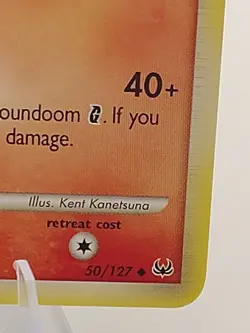 40+
oundoom G. If you
damage.
Illus. Kent Kanetsuna
retreat cost
50/127 ◆